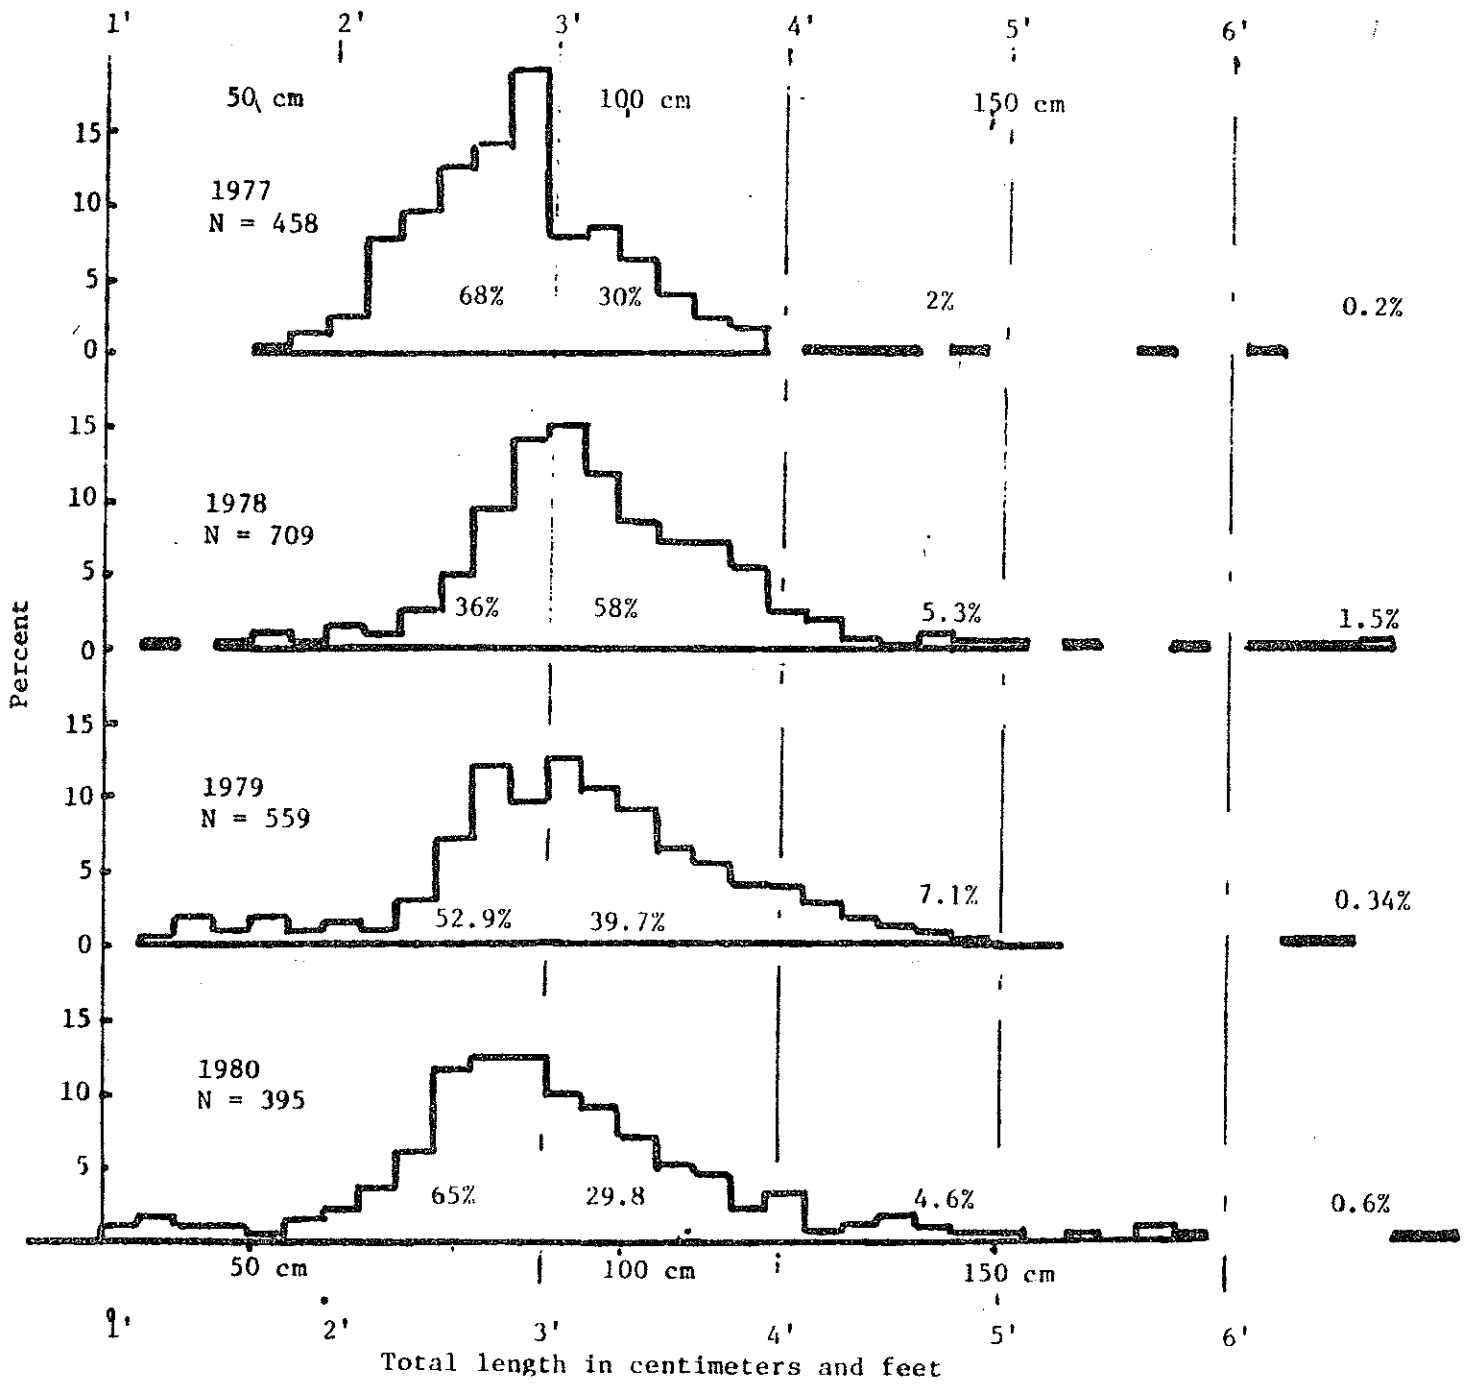 1' 2' 3' 4' 5' 6'
50 cm 100 cm 150 cm
15
10
5
0
1977
N = 458
68% 30% 2% 0.2%
15
10
5
0
1978
N = 709
36% 58% 5.3% 1.5%
Percent
15
10
5
0
1979
N = 559
52.9% 39.7% 7.1% 0.34%
15
10
5
1980
N = 395
65% 29.8 4.6% 0.6%
50 cm 100 cm 150 cm
1' 2' 3' 4' 5' 6'
Total length in centimeters and feet